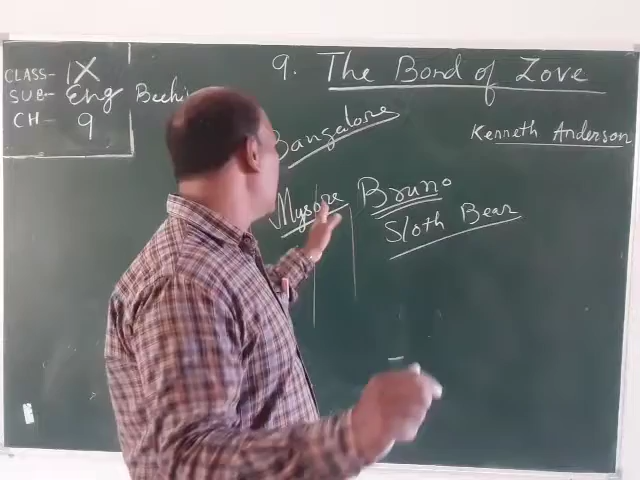 CLASS- IX
SUB- Eng
CH- 9
9. The Bond of Love
Kenneth Anderson
Bangalore
Mysore
Bruno
Sloth Bear